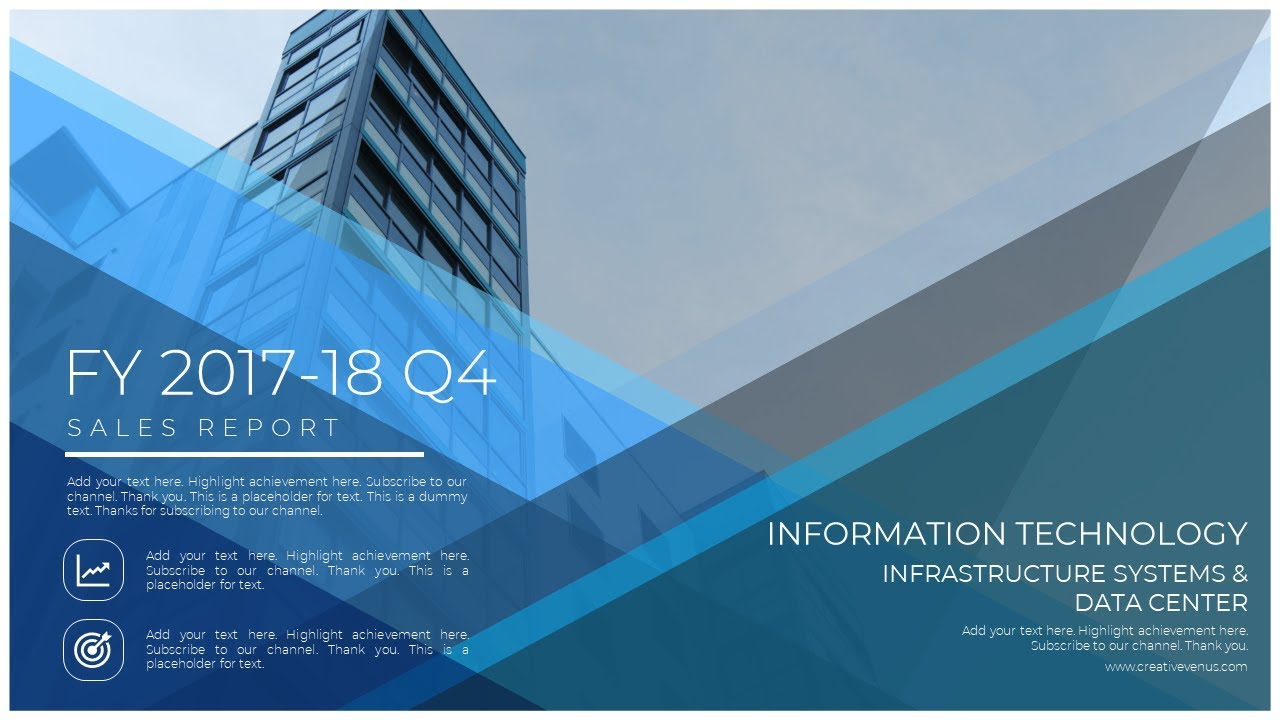 FY 2017-18 Q4
SALES REPORT
Add your text here. Highlight achievement here. Subscribe to our
channel. Thank you. This is a placeholder for text. This is a dummy
text. Thanks for subscribing to our channel.
Add your text here. Highlight achievement here.
Subscribe to our channel. Thank you. This is a
placeholder for text.
Add your text here. Highlight achievement here.
Subscribe to our channel. Thank you. This is a
placeholder for text.
INFORMATION TECHNOLOGY
INFRASTRUCTURE SYSTEMS &
DATA CENTER
Add your text here. Highlight achievement here.
Subscribe to our channel. Thank you.
www.creativevenus.com